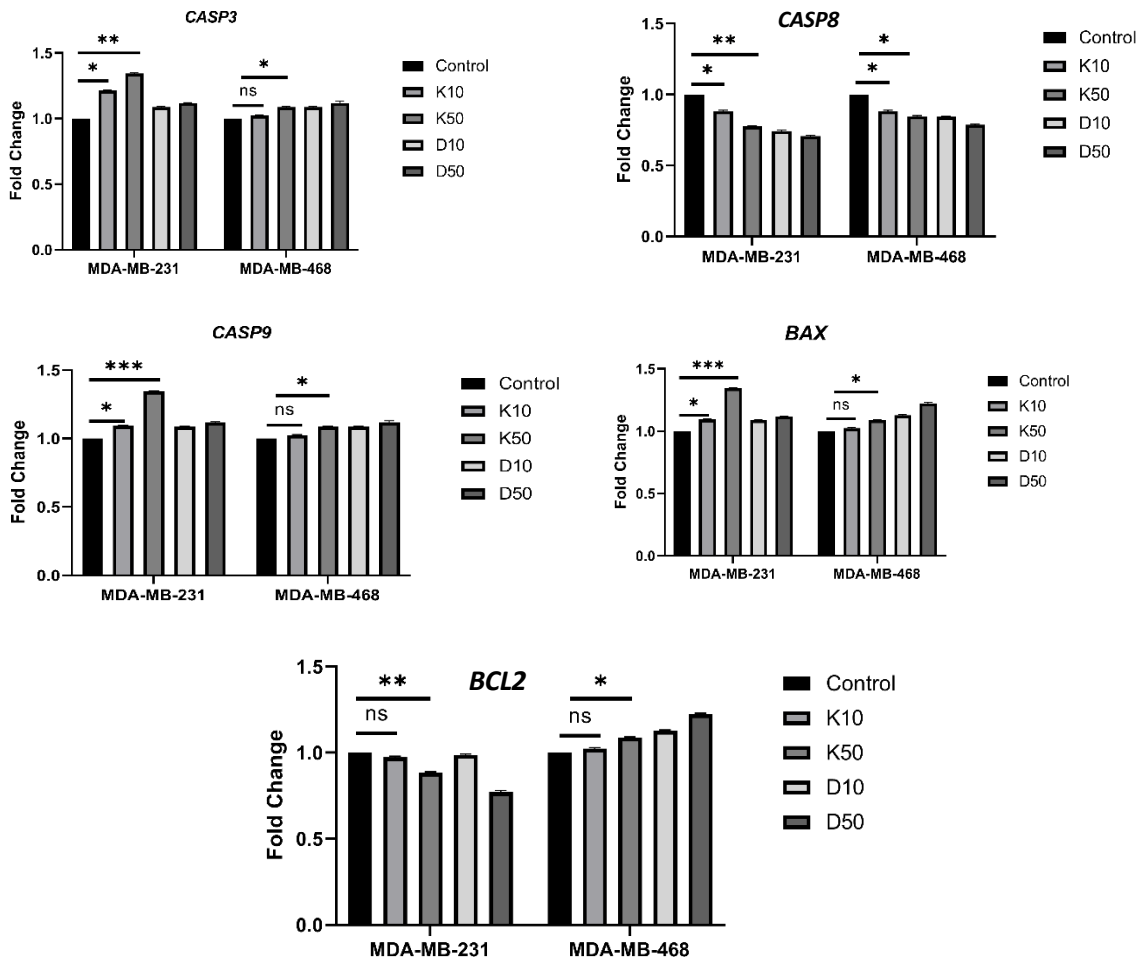 CASP3
Fold Change
1.5
1.0
0.5
0.0
**
*
*
ns
MDA-MB-231
MDA-MB-468
Control
K10
K50
D10
D50
CASP8
Fold Change
1.5
1.0
0.5
0.0
**
*
*
*
MDA-MB-231
MDA-MB-468
Control
K10
K50
D10
D50
CASP9
Fold Change
1.5
1.0
0.5
0.0
***
*
*
ns
MDA-MB-231
MDA-MB-468
Control
K10
K50
D10
D50
BAX
Fold Change
1.5
1.0
0.5
0.0
***
*
*
ns
MDA-MB-231
MDA-MB-468
Control
K10
K50
D10
D50
BCL2
Fold Change
1.5
1.0
0.5
0.0
**
ns
*
ns
MDA-MB-231
MDA-MB-468
Control
K10
K50
D10
D50